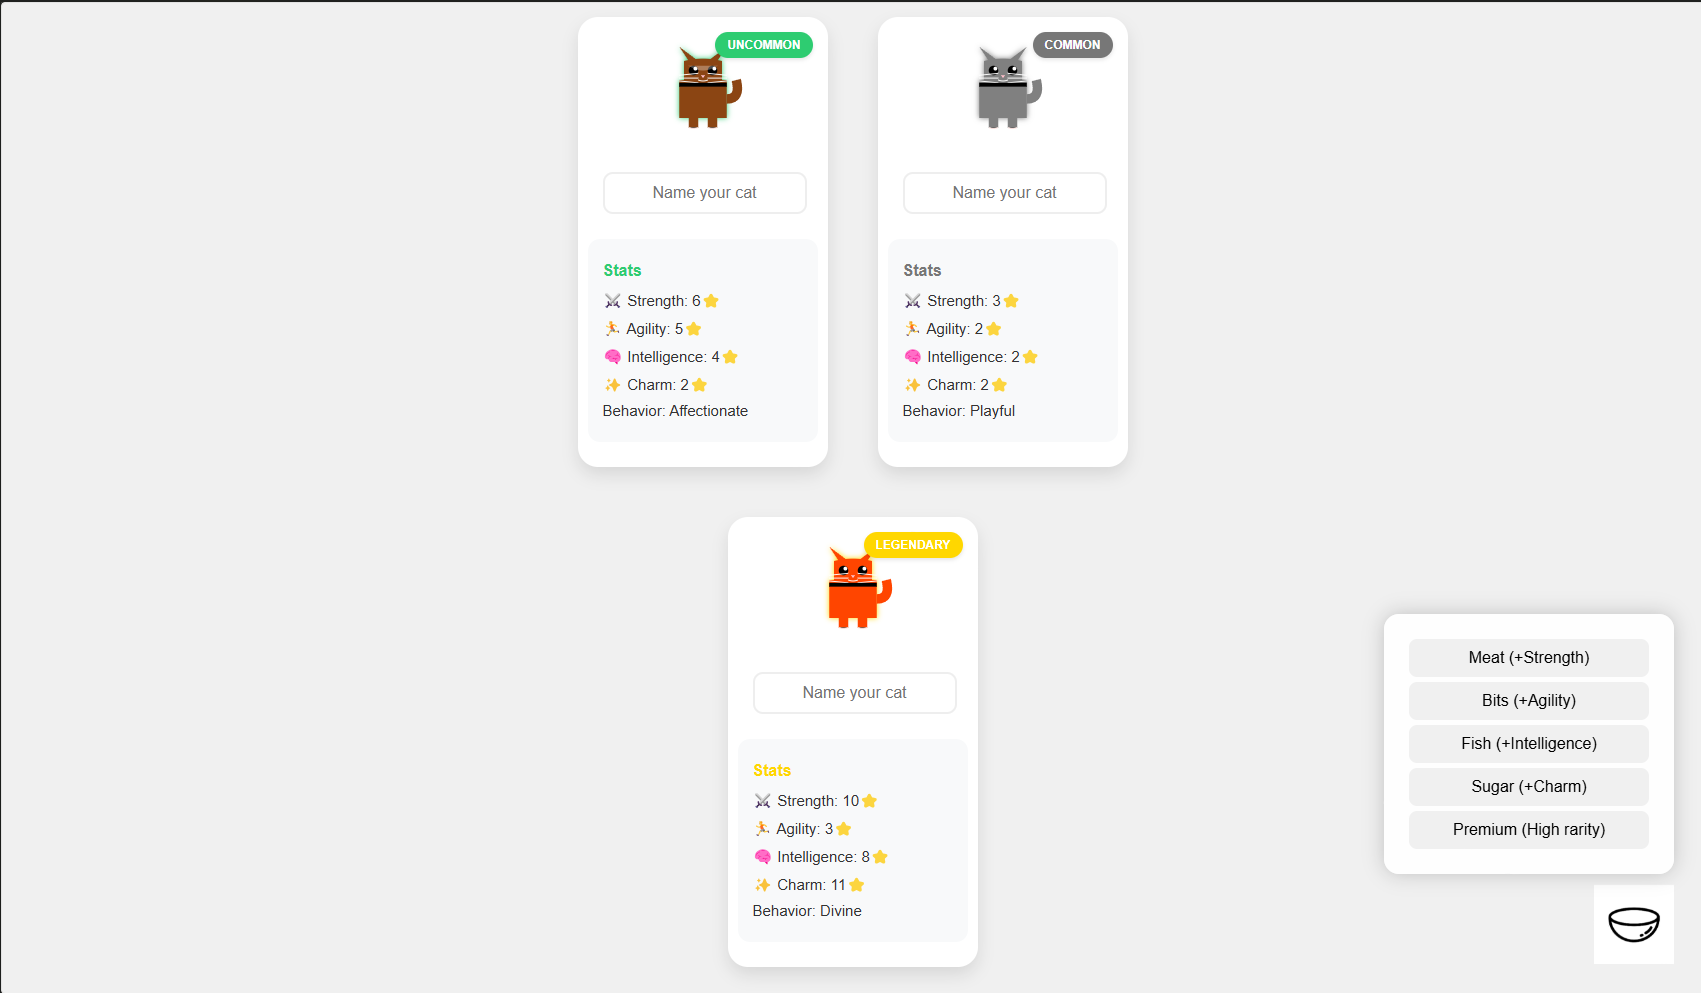 UNCOMMON
Name your cat
Stats
Strength: 6
Agility: 5
Intelligence: 4
Charm: 2
Behavior: Affectionate
COMMON
Name your cat
Stats
Strength: 3
Agility: 2
Intelligence: 2
Charm: 2
Behavior: Playful
LEGENDARY
Name your cat
Stats
Strength: 10
Agility: 3
Intelligence: 8
Charm: 11
Behavior: Divine
Meat (+Strength)
Bits (+Agility)
Fish (+Intelligence)
Sugar (+Charm)
Premium (High rarity)